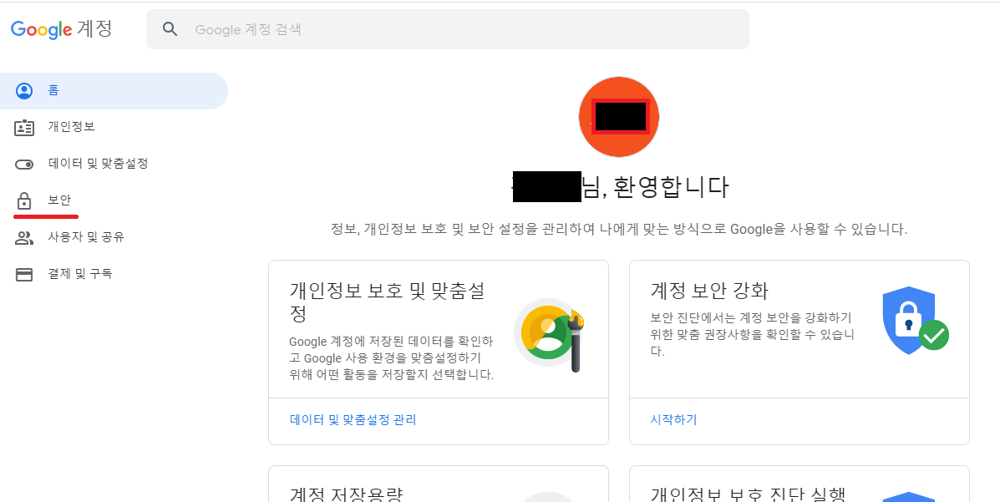 Google 계정
Google 계정 검색
홈
개인정보
데이터 및 맞춤설정
보안
사용자 및 공유
결제 및 구독
님, 환영합니다
정보, 개인정보 보호 및 보안 설정을 관리하여 나에게 맞는 방식으로 Google을 사용할 수 있습니다.
개인정보 보호 및 맞춤설
정
Google 계정에 저장된 데이터를 확인하
고 Google 사용 환경을 맞춤설정하기
위해 어떤 활동을 저장할지 선택합니다.
데이터 및 맞춤설정 관리
계정 보안 강화
보안 진단에서는 계정 보안을 강화하기
위한 맞춤 권장사항을 확인할 수 있습니
다.
시작하기
계정 저장용량
개인정보 보호 진단 실행